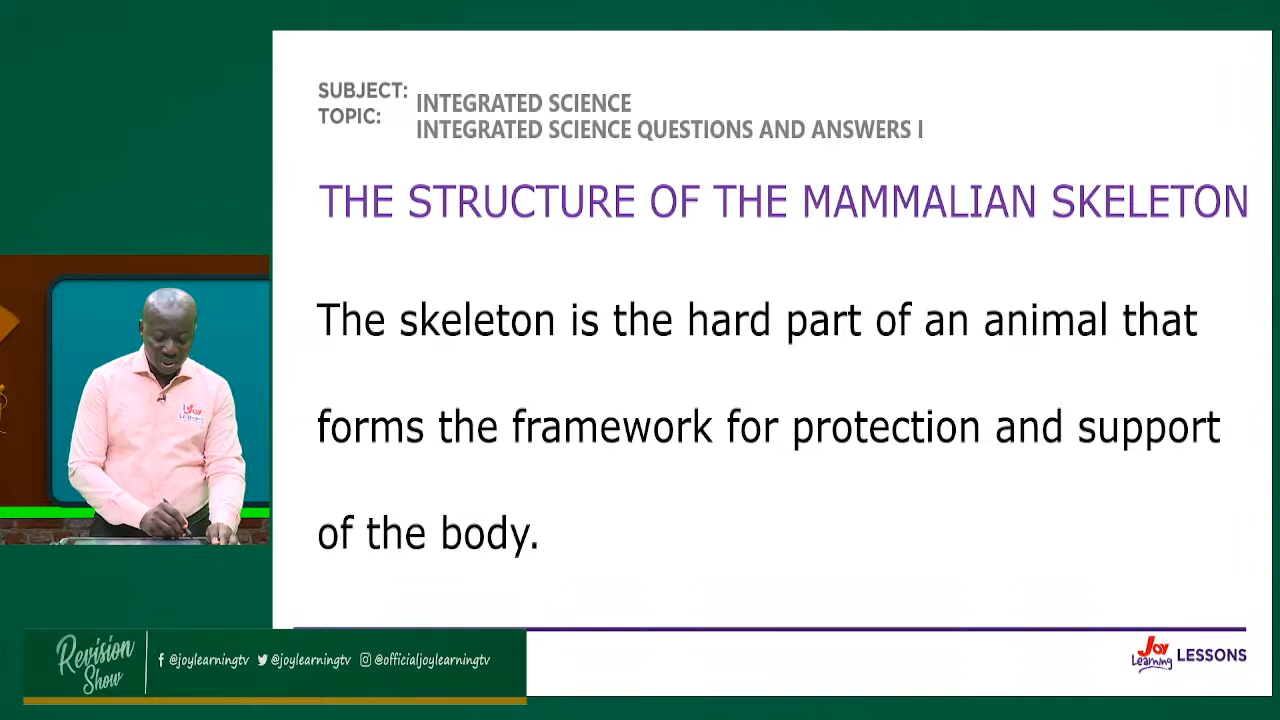 SUBJECT: INTEGRATED SCIENCE
TOPIC: INTEGRATED SCIENCE QUESTIONS AND ANSWERS I
THE STRUCTURE OF THE MAMMALIAN SKELETON
The skeleton is the hard part of an animal that
forms the framework for protection and support
of the body.
Joy
Learning
Revision
Show
@joylearningtv @joylearningtv @officialjoylearningtv
Joy
Learning LESSONS